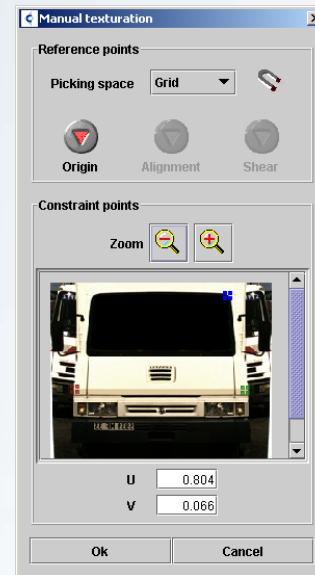 Manual texturation
Reference points
Picking space Grid
Origin Alignment Shear
Constraint points
Zoom
U 0.804
V 0.066
Ok Cancel